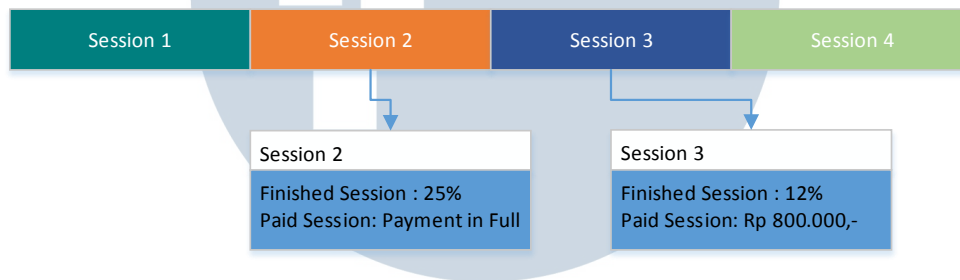 Session 1
Session 2
Session 3
Session 4
Session 2
Finished Session : 25%
Paid Session: Payment in Full
Session 3
Finished Session : 12%
Paid Session: Rp 800.000,-